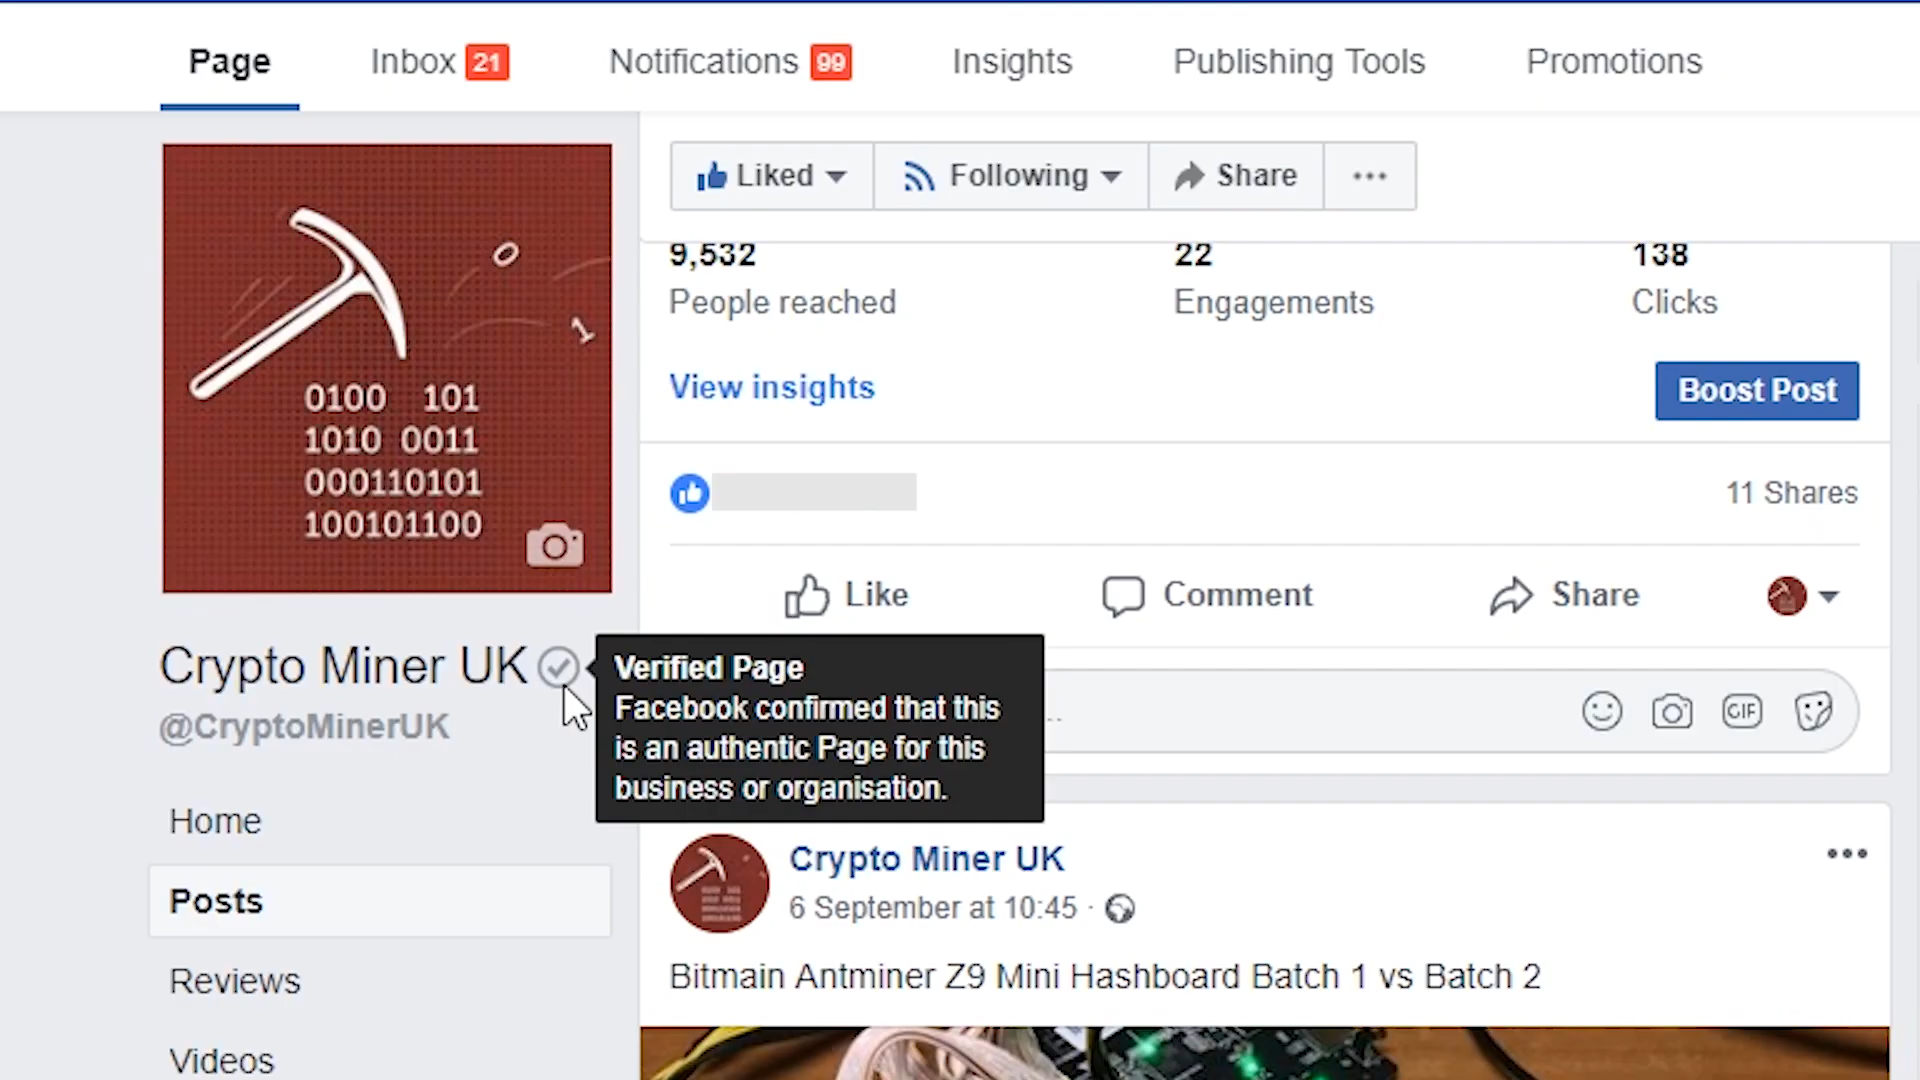 Page Inbox 21 Notifications 99 Insights Publishing Tools Promotions
Liked Following Share
9,532 22 138
People reached Engagements Clicks
View insights Boost Post
11 Shares
Like Comment Share
0
1
0100 101
1010 0011
000110101
100101100
Crypto Miner UK
@CryptoMinerUK
Verified Page
Facebook confirmed that this
is an authentic Page for this
business or organisation.
GIF
Home
Posts
Reviews
Videos
Crypto Miner UK
6 September at 10:45 ·
Bitmain Antminer Z9 Mini Hashboard Batch 1 vs Batch 2